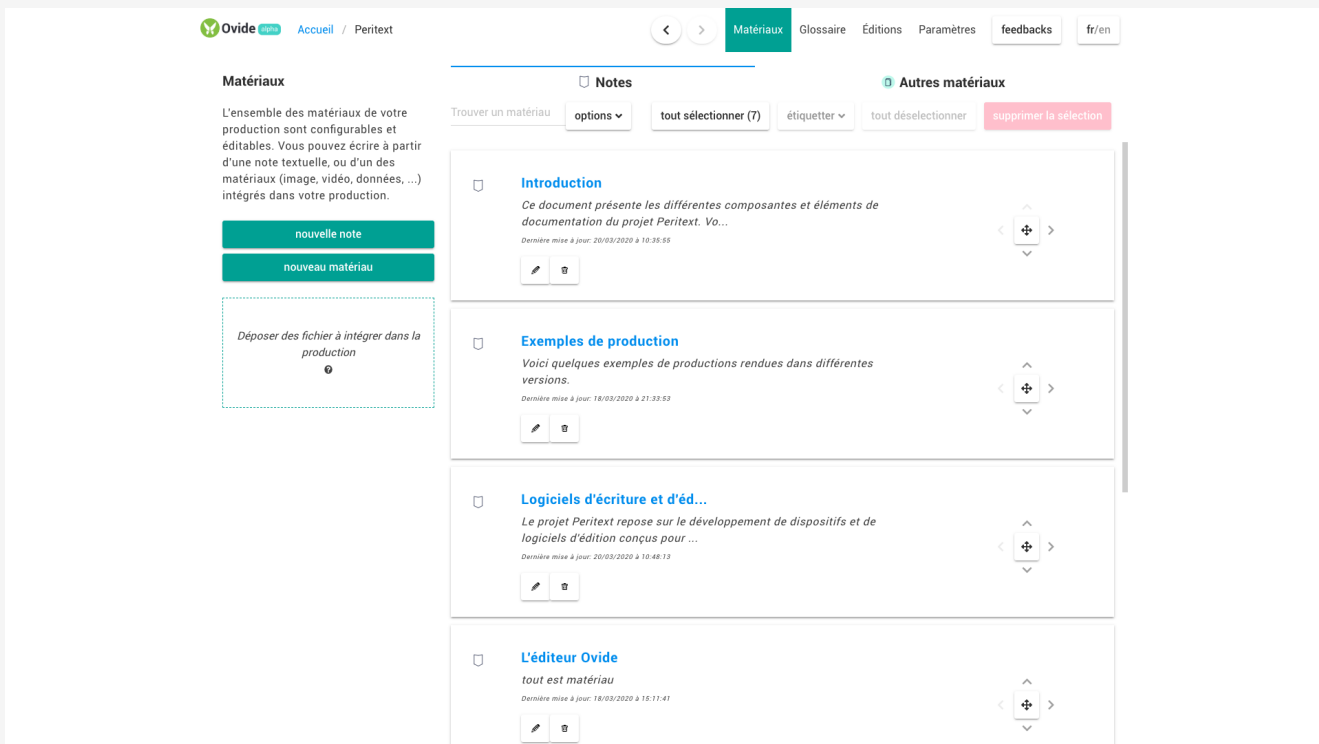 Ovide alpha Accueil / Peritext
Matériaux Glossaire Éditions Paramètres feedbacks fr/en
Matériaux
L'ensemble des matériaux de votre
production sont configurables et
éditables. Vous pouvez écrire à partir
d'une note textuelle, ou d'un des
matériaux (image, vidéo, données, ...)
intégrés dans votre production.
nouvelle note
nouveau matériau
Déposer des fichier à intégrer dans la
production
Notes
Autres matériaux
Trouver un matériau options tout sélectionner (7) étiquetter tout déselectionner supprimer la sélection
Introduction
Ce document présente les différentes composantes et éléments de
documentation du projet Peritext. Vo...
Dernière mise à jour: 20/03/2020 à 10:35:55
Exemples de production
Voici quelques exemples de productions rendues dans différentes
versions.
Dernière mise à jour: 18/03/2020 à 21:33:53
Logiciels d'écriture et d'éd...
Le projet Peritext repose sur le développement de dispositifs et de
logiciels d'édition conçus pour ...
Dernière mise à jour: 20/03/2020 à 10:48:13
L'éditeur Ovide
tout est matériau
Dernière mise à jour: 18/03/2020 à 15:11:41